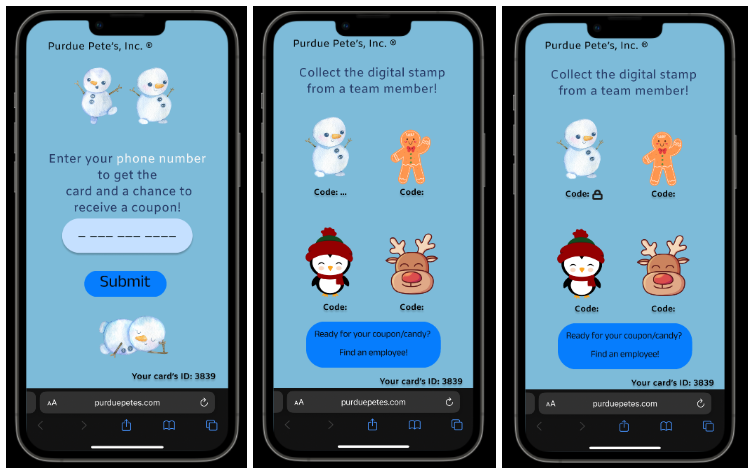 Purdue Pete's, Inc. ®
Enter your phone number
to get the
card and a chance to
receive a coupon!
_ ___ ___ ____
Submit
Your card's ID: 3839
AA purduepetes.com
Purdue Pete's, Inc. ®
Collect the digital stamp
from a team member!
Code: ... Code:
Code: Code:
Ready for your coupon/candy?
Find an employee!
Your card's ID: 3839
AA purduepetes.com
Purdue Pete's, Inc. ®
Collect the digital stamp
from a team member!
Code: Code:
Code: Code:
Ready for your coupon/candy?
Find an employee!
Your card's ID: 3839
AA purduepetes.com